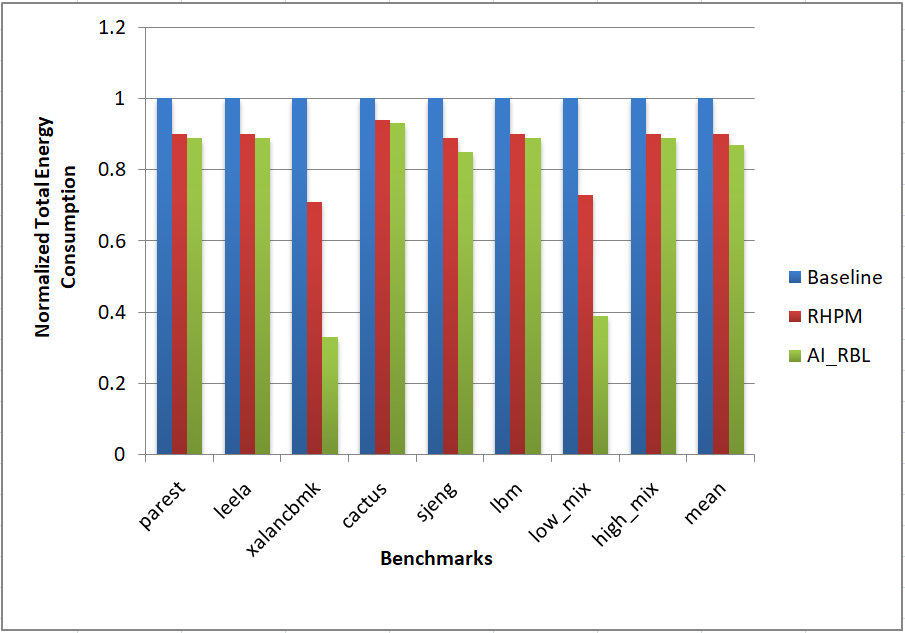 1.2
1
0.8
0.6
0.4
0.2
0
Normalized Total Energy
Consumption
parest
leela
xalancbmk
cactus
sjeng
lbm
low_mix
high_mix
mean
Benchmarks
Baseline
RHPM
AI_RBL